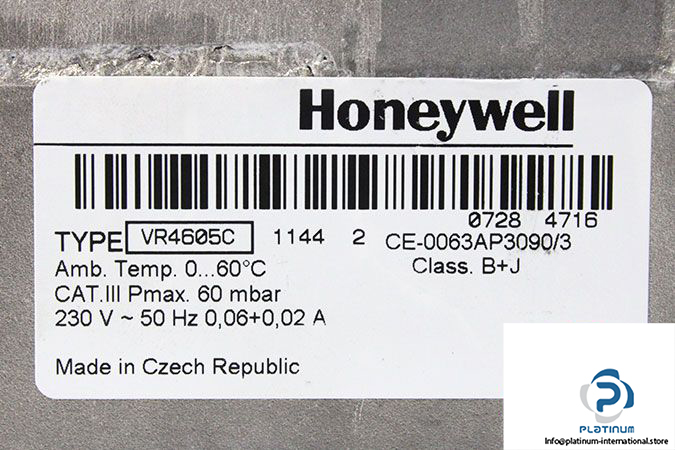 Honeywell
0728 4716
TYPE VR4605C 1144 2 CE-0063AP3090/3
Amb. Temp. 0...60°C Class. B+J
CAT.III Pmax. 60 mbar
230 V ~ 50 Hz 0,06+0,02 A
Made in Czech Republic
PLATINUM
Info@platinum-international.store